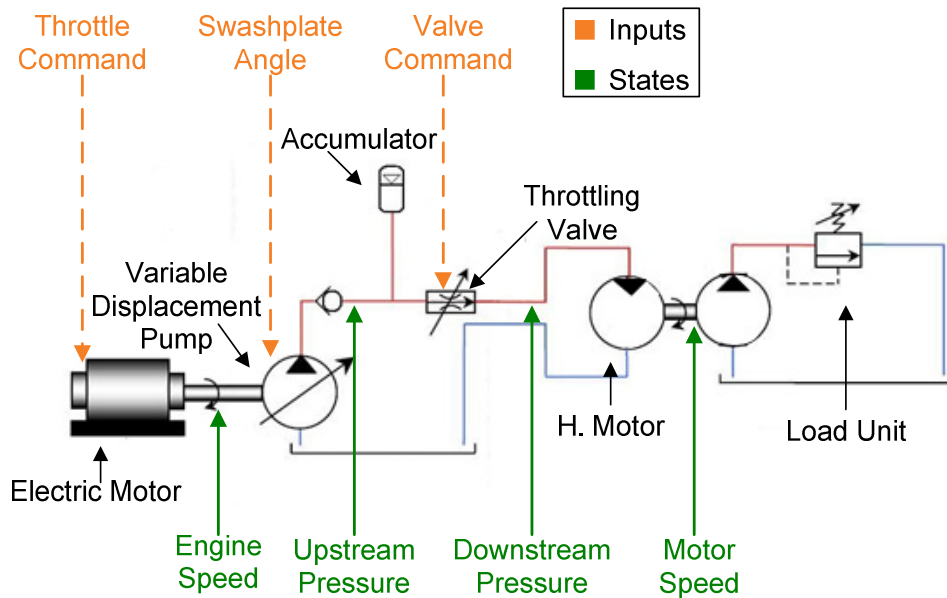 Throttle
Command
Swashplate
Angle
Valve
Command
Inputs
States
Accumulator
Throttling
Valve
Variable
Displacement
Pump
H. Motor
Load Unit
Electric Motor
Engine
Speed
Upstream
Pressure
Downstream
Pressure
Motor
Speed